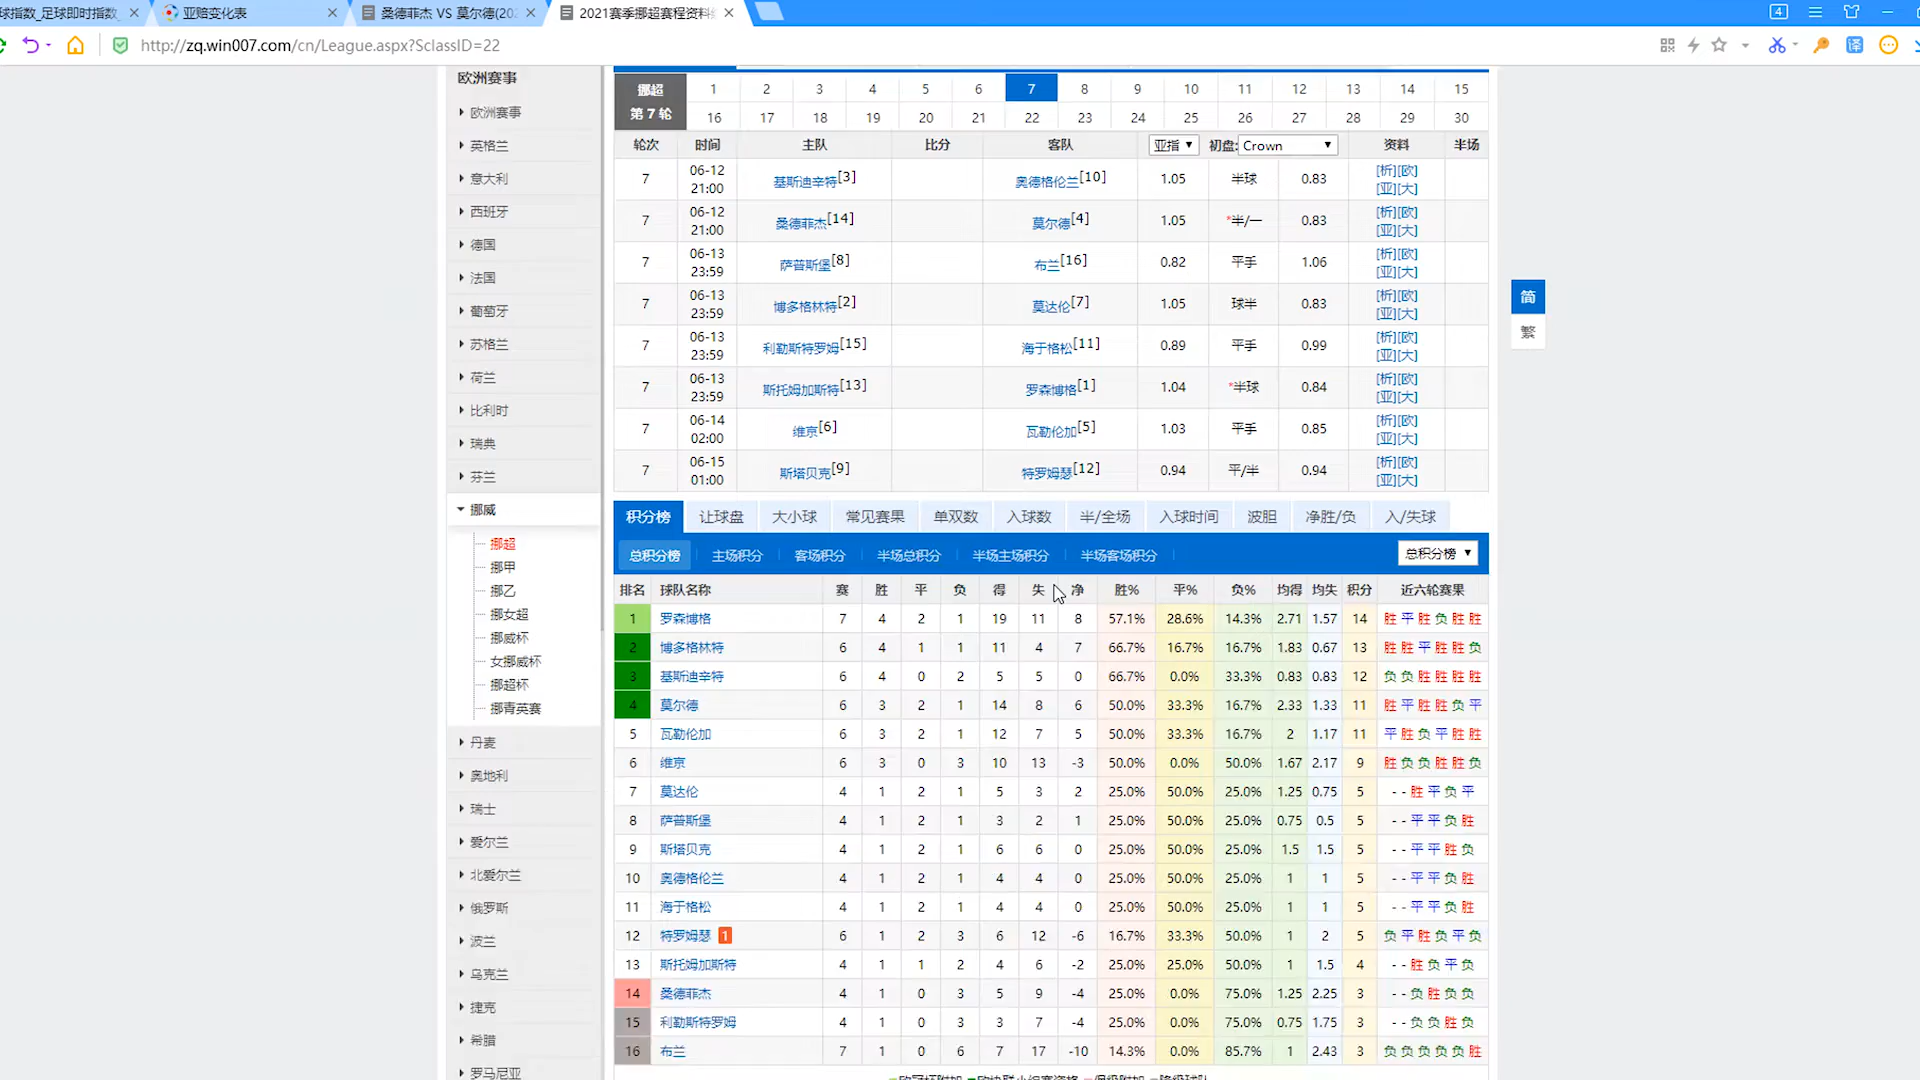 球指数_足球即时指数
亚赔变化表
桑德菲杰 VS 莫尔德(202
2021赛季挪超赛程资料
4
http://zq.win007.com/cn/League.aspx?SclassID=22
译
欧洲赛事
欧洲赛事
英格兰
意大利
西班牙
德国
法国
葡萄牙
苏格兰
荷兰
比利时
瑞典
芬兰
挪威
挪超
挪甲
挪乙
挪女超
挪威杯
女挪威杯
挪超杯
挪青英赛
丹麦
奥地利
瑞士
爱尔兰
北爱尔兰
俄罗斯
波兰
乌克兰
捷克
希腊
罗马尼亚
挪超
第 7 轮
1 2 3 4 5 6 7 8 9 10 11 12 13 14 15
16 17 18 19 20 21 22 23 24 25 26 27 28 29 30
轮次 时间 主队 比分 客队 亚指 初盘: Crown 资料 半场
7 06-12 21:00 基斯迪辛特[3] 奥德格伦兰[10] 1.05 半球 0.83 [析][欧] [亚][大]
7 06-12 21:00 桑德菲杰[14] 莫尔德[4] 1.05 *半/一 0.83 [析][欧] [亚][大]
7 06-13 23:59 萨普斯堡[8] 布兰[16] 0.82 平手 1.06 [析][欧] [亚][大]
7 06-13 23:59 博多格林特[2] 莫达伦[7] 1.05 球半 0.83 [析][欧] [亚][大]
7 06-13 23:59 利勒斯特罗姆[15] 海于格松[11] 0.89 平手 0.99 [析][欧] [亚][大]
7 06-13 23:59 斯托姆加斯特[13] 罗森博格[1] 1.04 *半球 0.84 [析][欧] [亚][大]
7 06-14 02:00 维京[6] 瓦勒伦加[5] 1.03 平手 0.85 [析][欧] [亚][大]
7 06-15 01:00 斯塔贝克[9] 特罗姆瑟[12] 0.94 平/半 0.94 [析][欧] [亚][大]
积分榜 让球盘 大小球 常见赛果 单双数 入球数 半/全场 入球时间 波胆 净胜/负 入/失球
总积分榜 主场积分 客场积分 半场总积分 半场主场积分 半场客场积分 总积分榜
排名 球队名称 赛 胜 平 负 得 失 净 胜% 平% 负% 均得 均失 积分 近六轮赛果
1 罗森博格 7 4 2 1 19 11 8 57.1% 28.6% 14.3% 2.71 1.57 14 胜 平 胜 负 胜 胜
2 博多格林特 6 4 1 1 11 4 7 66.7% 16.7% 16.7% 1.83 0.67 13 胜 胜 平 胜 胜 负
3 基斯迪辛特 6 4 0 2 5 5 0 66.7% 0.0% 33.3% 0.83 0.83 12 负 负 胜 胜 胜 胜
4 莫尔德 6 3 2 1 14 8 6 50.0% 33.3% 16.7% 2.33 1.33 11 胜 平 胜 胜 负 平
5 瓦勒伦加 6 3 2 1 12 7 5 50.0% 33.3% 16.7% 2 1.17 11 平 胜 负 平 胜 胜
6 维京 6 3 0 3 10 13 -3 50.0% 0.0% 50.0% 1.67 2.17 9 胜 负 负 胜 胜 负
7 莫达伦 4 1 2 1 5 3 2 25.0% 50.0% 25.0% 1.25 0.75 5 - - 胜 平 负 平
8 萨普斯堡 4 1 2 1 3 2 1 25.0% 50.0% 25.0% 0.75 0.5 5 - - 平 平 负 胜
9 斯塔贝克 4 1 2 1 6 6 0 25.0% 50.0% 25.0% 1.5 1.5 5 - - 平 平 胜 负
10 奥德格伦兰 4 1 2 1 4 4 0 25.0% 50.0% 25.0% 1 1 5 - - 平 平 负 胜
11 海于格松 4 1 2 1 4 4 0 25.0% 50.0% 25.0% 1 1 5 - - 平 平 负 胜
12 特罗姆瑟 1 6 1 2 3 6 12 -6 16.7% 33.3% 50.0% 1 2 5 负 平 胜 负 平 负
13 斯托姆加斯特 4 1 1 2 4 6 -2 25.0% 25.0% 50.0% 1 1.5 4 - - 胜 负 平 负
14 桑德菲杰 4 1 0 3 5 9 -4 25.0% 0.0% 75.0% 1.25 2.25 3 - - 负 胜 负 负
15 利勒斯特罗姆 4 1 0 3 3 7 -4 25.0% 0.0% 75.0% 0.75 1.75 3 - - 负 负 胜 负
16 布兰 7 1 0 6 7 17 -10 14.3% 0.0% 85.7% 1 2.43 3 负 负 负 负 负 胜
简
繁